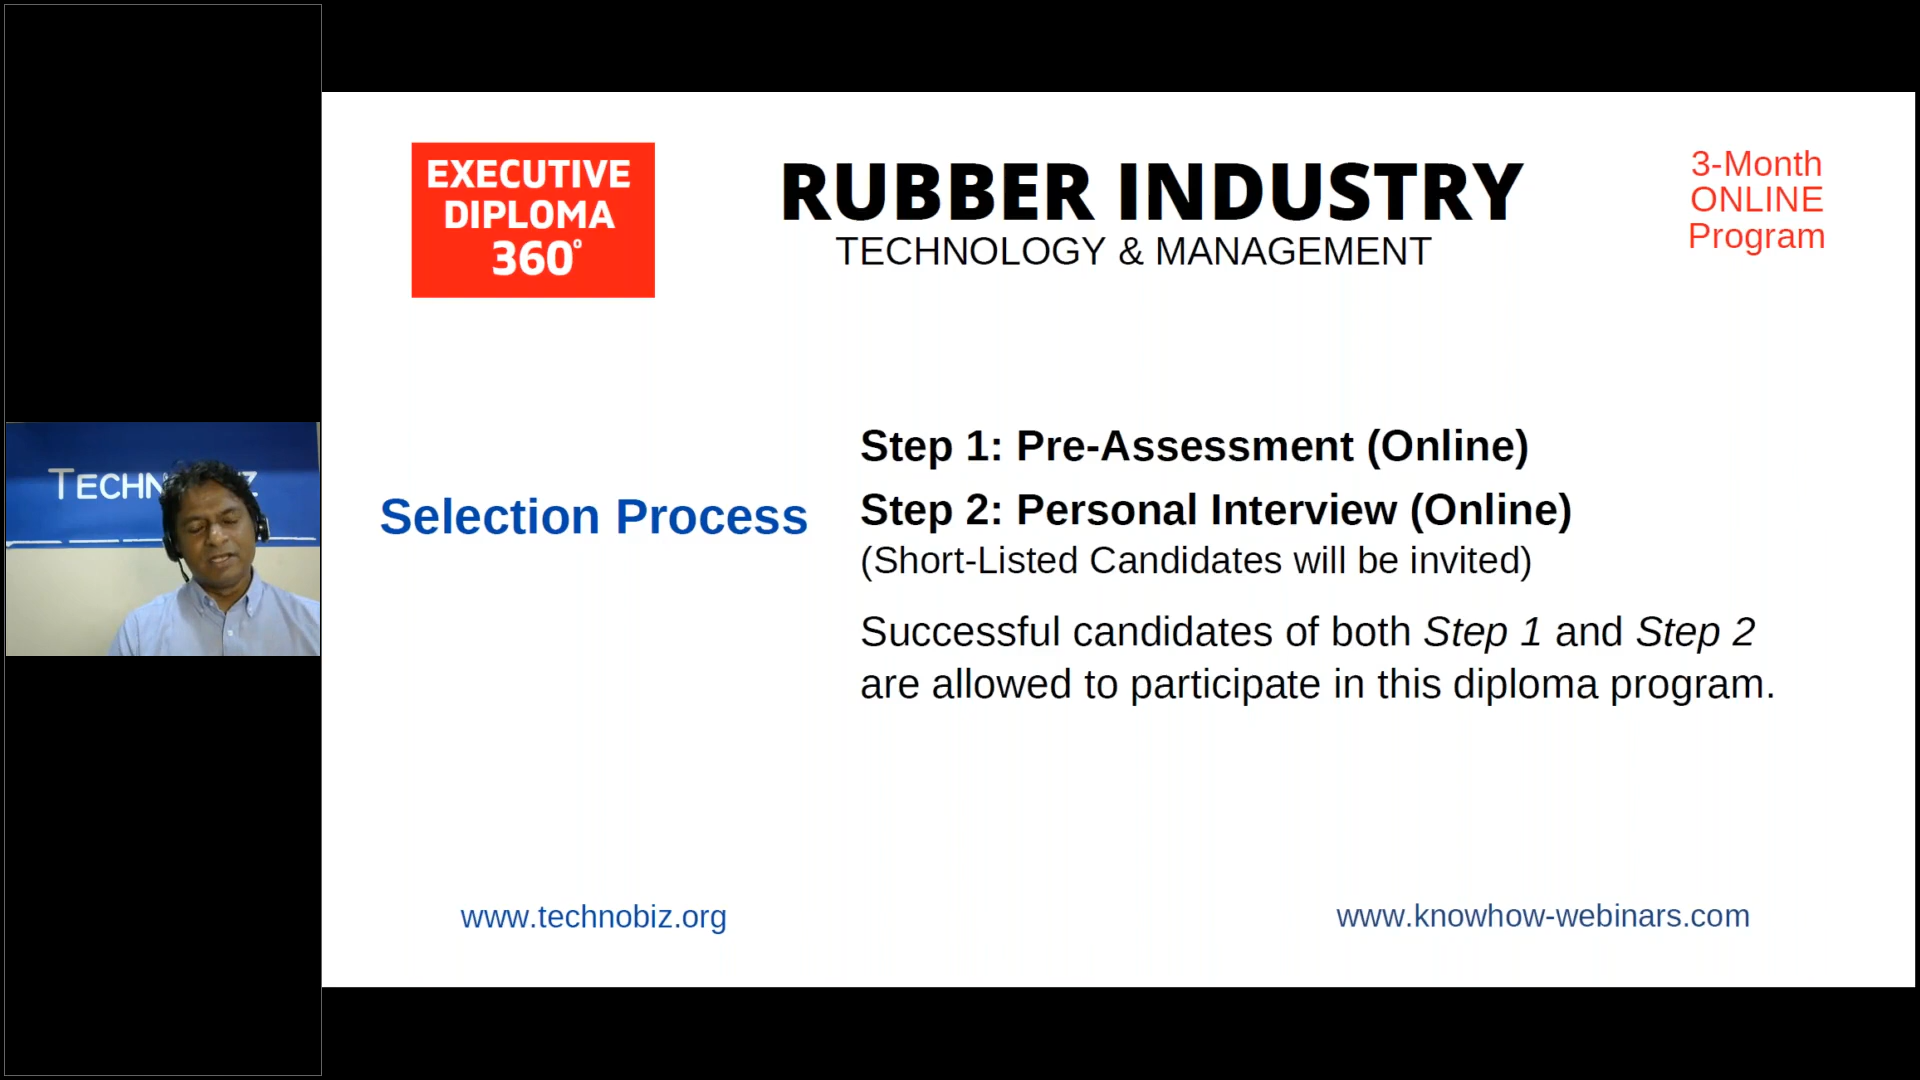 EXECUTIVE
DIPLOMA
360°
RUBBER INDUSTRY
TECHNOLOGY & MANAGEMENT
3-Month
ONLINE
Program
Selection Process
Step 1: Pre-Assessment (Online)
Step 2: Personal Interview (Online)
(Short-Listed Candidates will be invited)
Successful candidates of both Step 1 and Step 2
are allowed to participate in this diploma program.
www.technobiz.org
www.knowhow-webinars.com